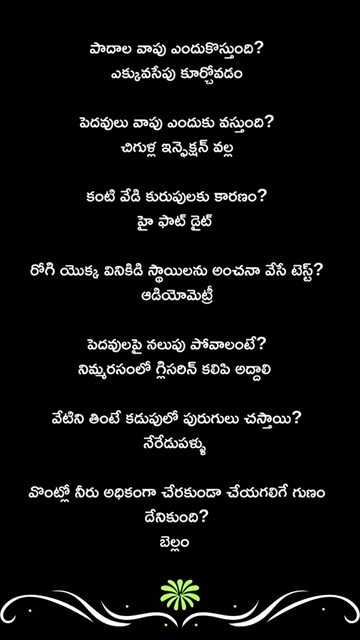 పాదాల వాపు ఎందుకొస్తుంది?
ఎక్కువసేపు కూర్చోవడం
పెదవులు వాపు ఎందుకు వస్తుంది?
చిగుళ్ల ఇన్ఫెక్షన్ వల్ల
కంటి వేడి కురుపులకు కారణం?
హై ఫాట్ డైట్
రోగి యొక్క వినికిడి స్థాయిలను అంచనా వేసే టెస్ట్?
ఆడియోమెట్రీ
పెదవులపై నలుపు పోవాలంటే?
నిమ్మరసంలో గ్లిసరిన్ కలిపి అద్దాలి
వేటిని తింటే కడుపులో పురుగులు చస్తాయి?
నేరేడుపళ్ళు
వొంట్లో నీరు అధికంగా చేరకుండా చేయగలిగే గుణం
దేనికుంది?
బెల్లం